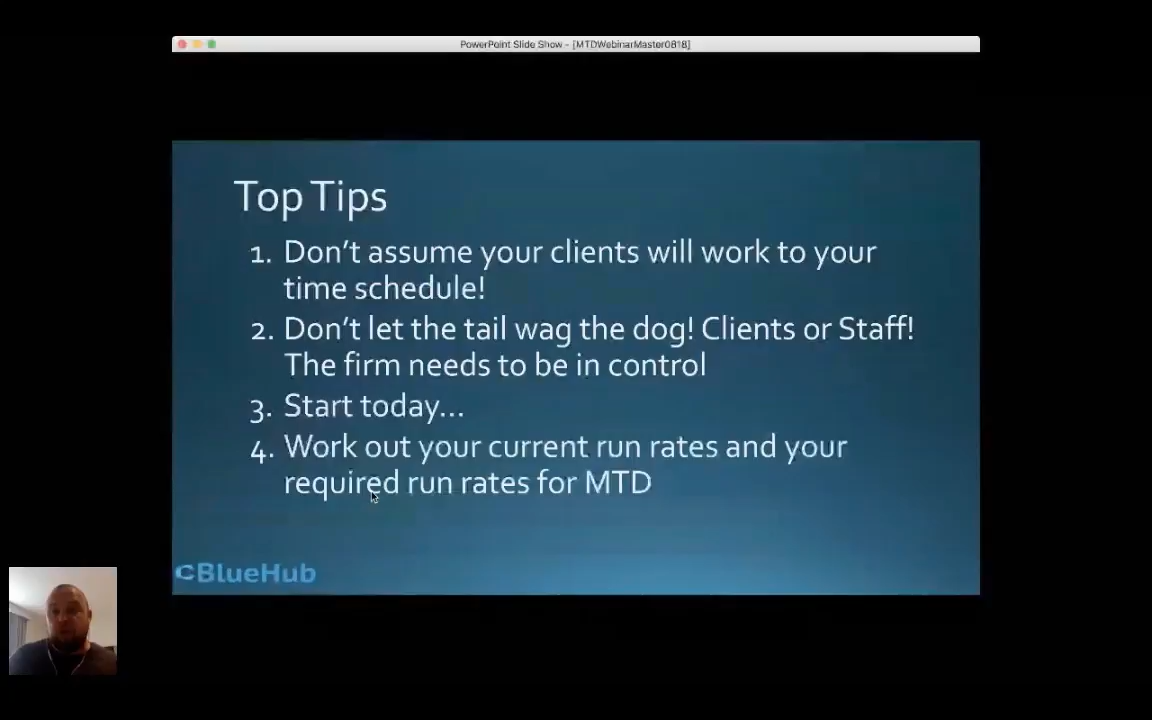 PowerPoint Slide Show - [MTDWebinarMaster0818]
Top Tips
1. Don't assume your clients will work to your
time schedule!
2. Don't let the tail wag the dog! Clients or Staff!
The firm needs to be in control
3. Start today...
4. Work out your current run rates and your
required run rates for MTD
BlueHub